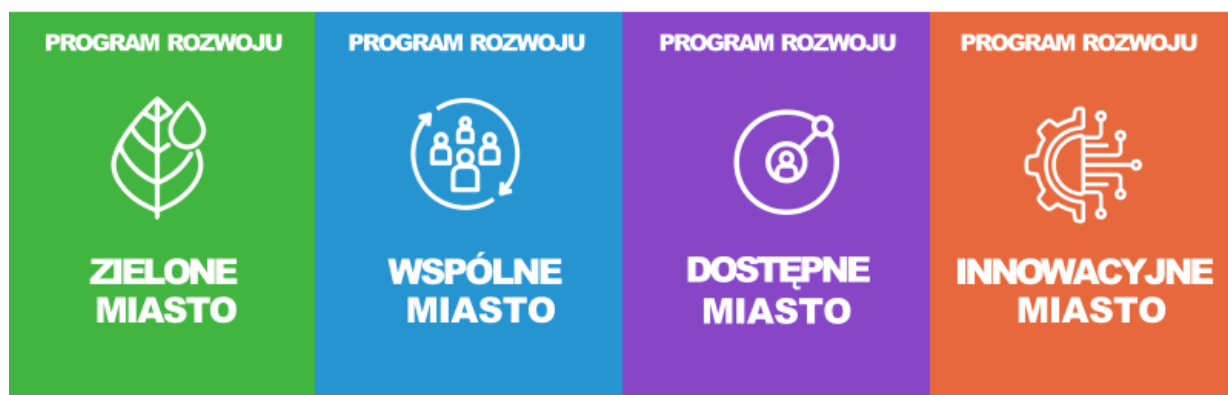 PROGRAM ROZWOJU
ZIELONE
MIASTO
PROGRAM ROZWOJU
WSPÓLNE
MIASTO
PROGRAM ROZWOJU
DOSTĘPNE
MIASTO
PROGRAM ROZWOJU
INNOWACYJNE
MIASTO